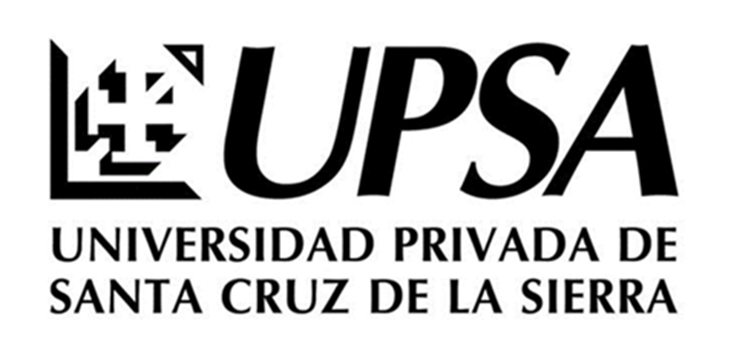 UPSA
UNIVERSIDAD PRIVADA DE
SANTA CRUZ DE LA SIERRA